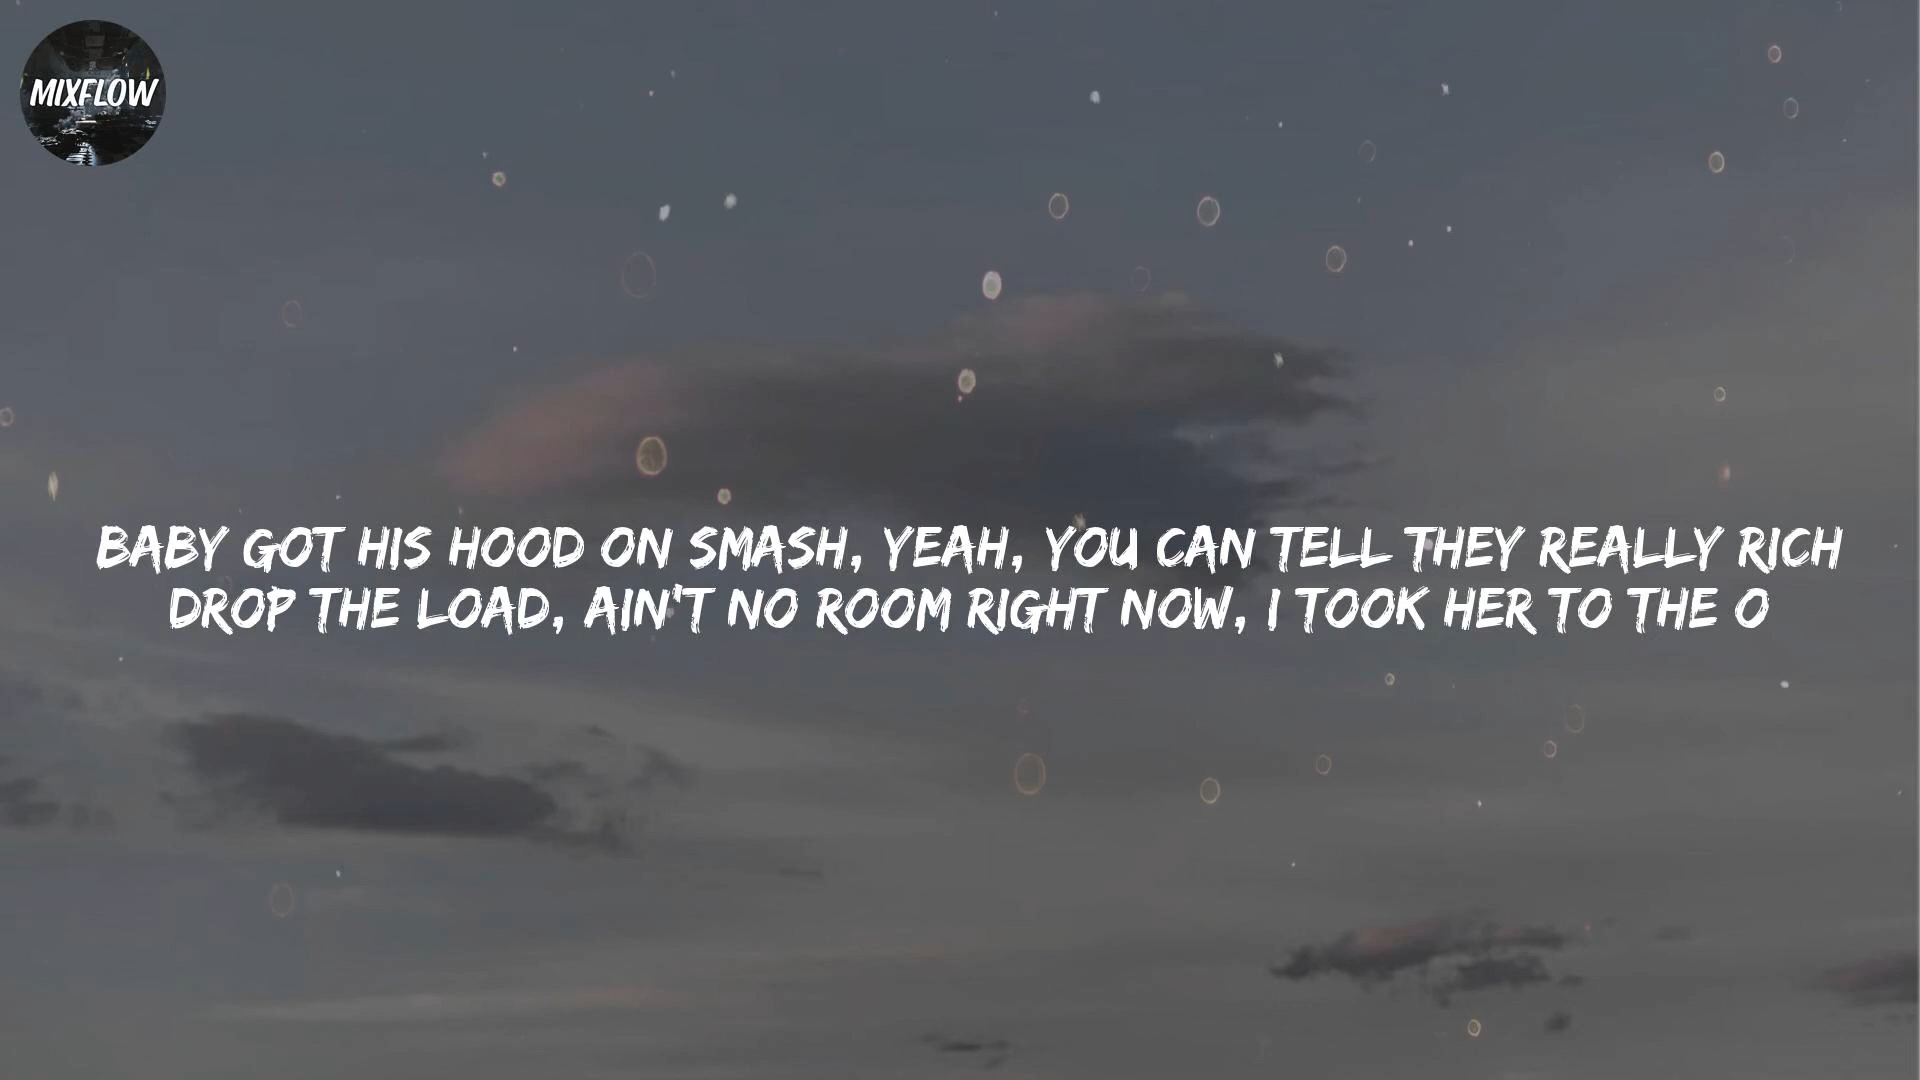 MIXFLOW
BABY GOT HIS HOOD ON SMASH, YEAH, YOU CAN TELL THEY REALLY RICH
DROP THE LOAD, AIN'T NO ROOM RIGHT NOW, I TOOK HER TO THE O